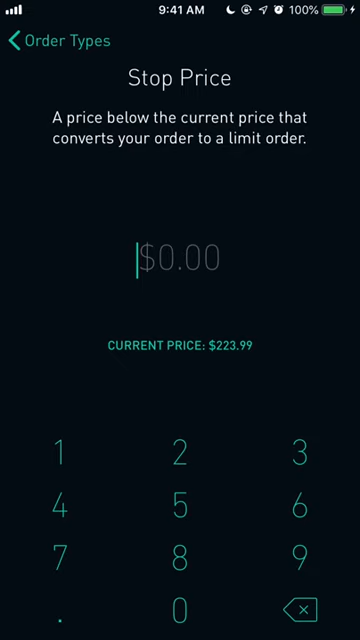 9:41 AM 100%
Order Types
Stop Price
A price below the current price that
converts your order to a limit order.
$0.00
CURRENT PRICE: $223.99
1 2 3
4 5 6
7 8 9
. 0